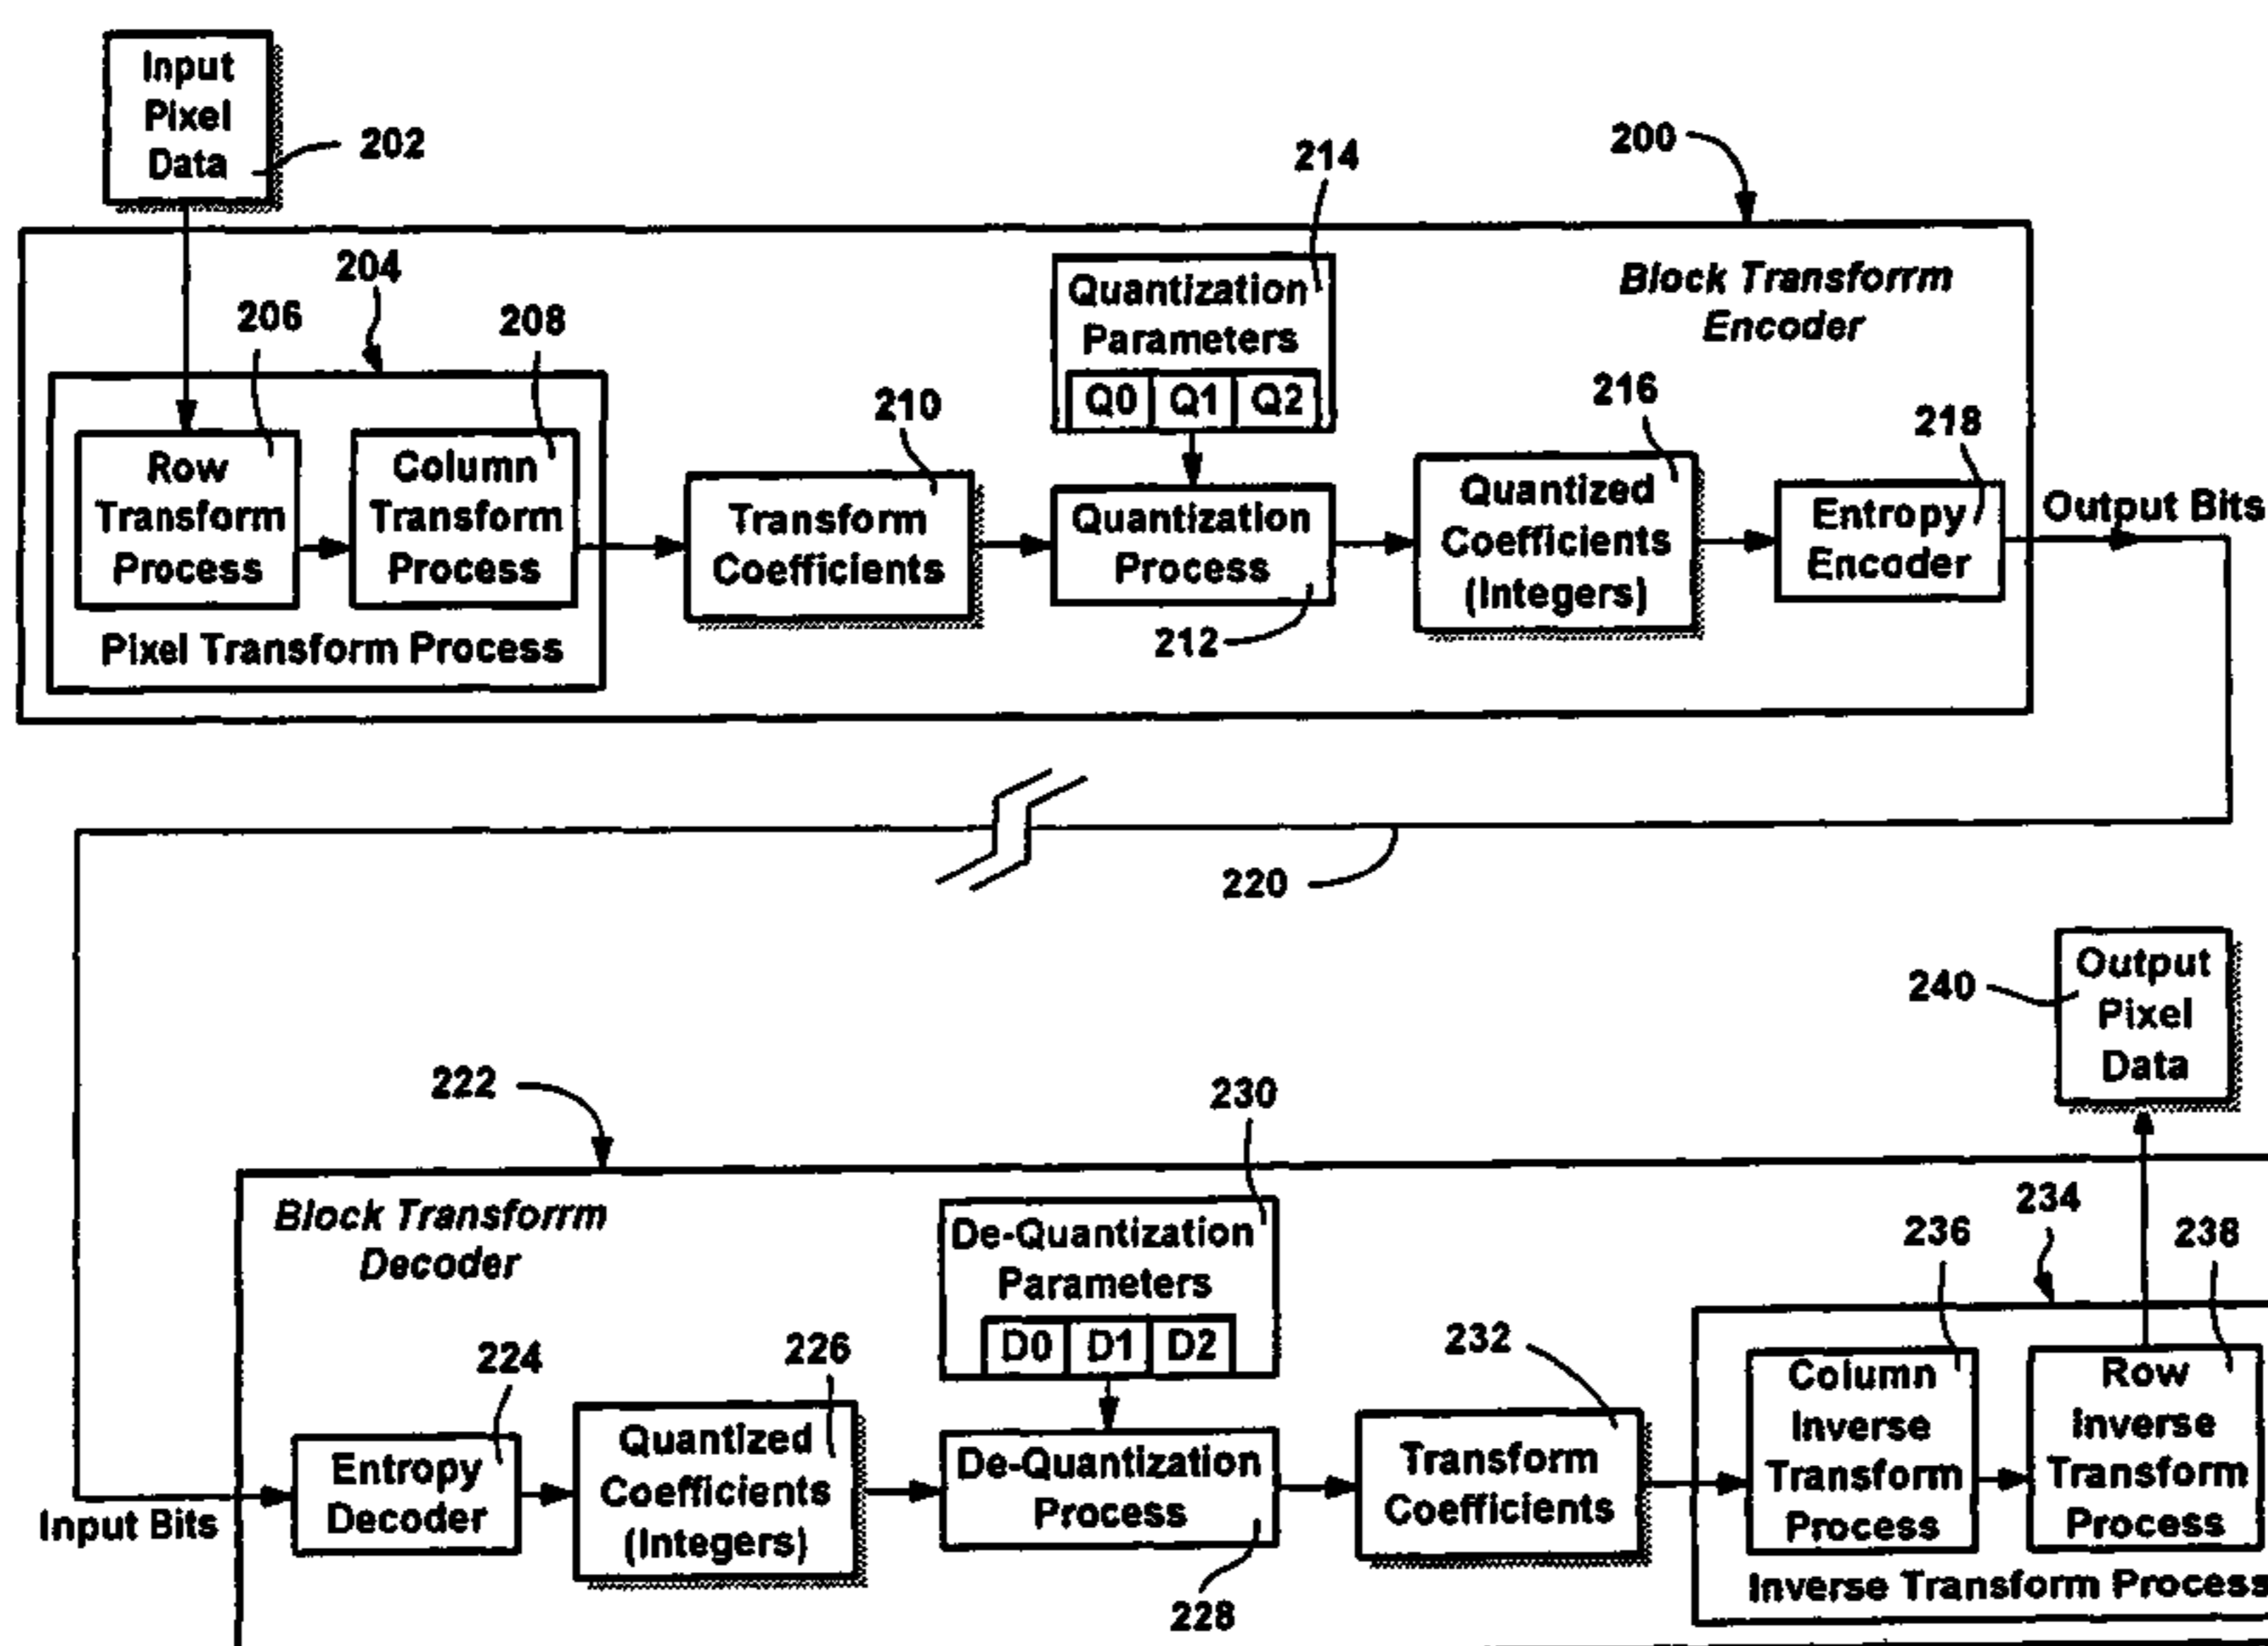 Input
Pixel
Data
202
200
214
204
Quantization
Parameters
Q0 Q1 Q2
Block Transforrm
Encoder
206
208
210
216
218
Row
Transform
Process
Column
Transform
Process
Pixel Transform Process
Transform
Coefficients
Quantization
Process
212
Quantized
Coefficients
(Integers)
Entropy
Encoder
Output Bits
220
240
Output
Pixel
Data
222
230
Block Transforrm
Decoder
De-Quantization
Parameters
D0 D1 D2
234
236
238
224
226
232
Input Bits
Entropy
Decoder
Quantized
Coefficients
(Integers)
De-Quantization
Process
228
Transform
Coefficients
Column
Inverse
Transform
Process
Row
Inverse
Transform
Process
Inverse Transform Process